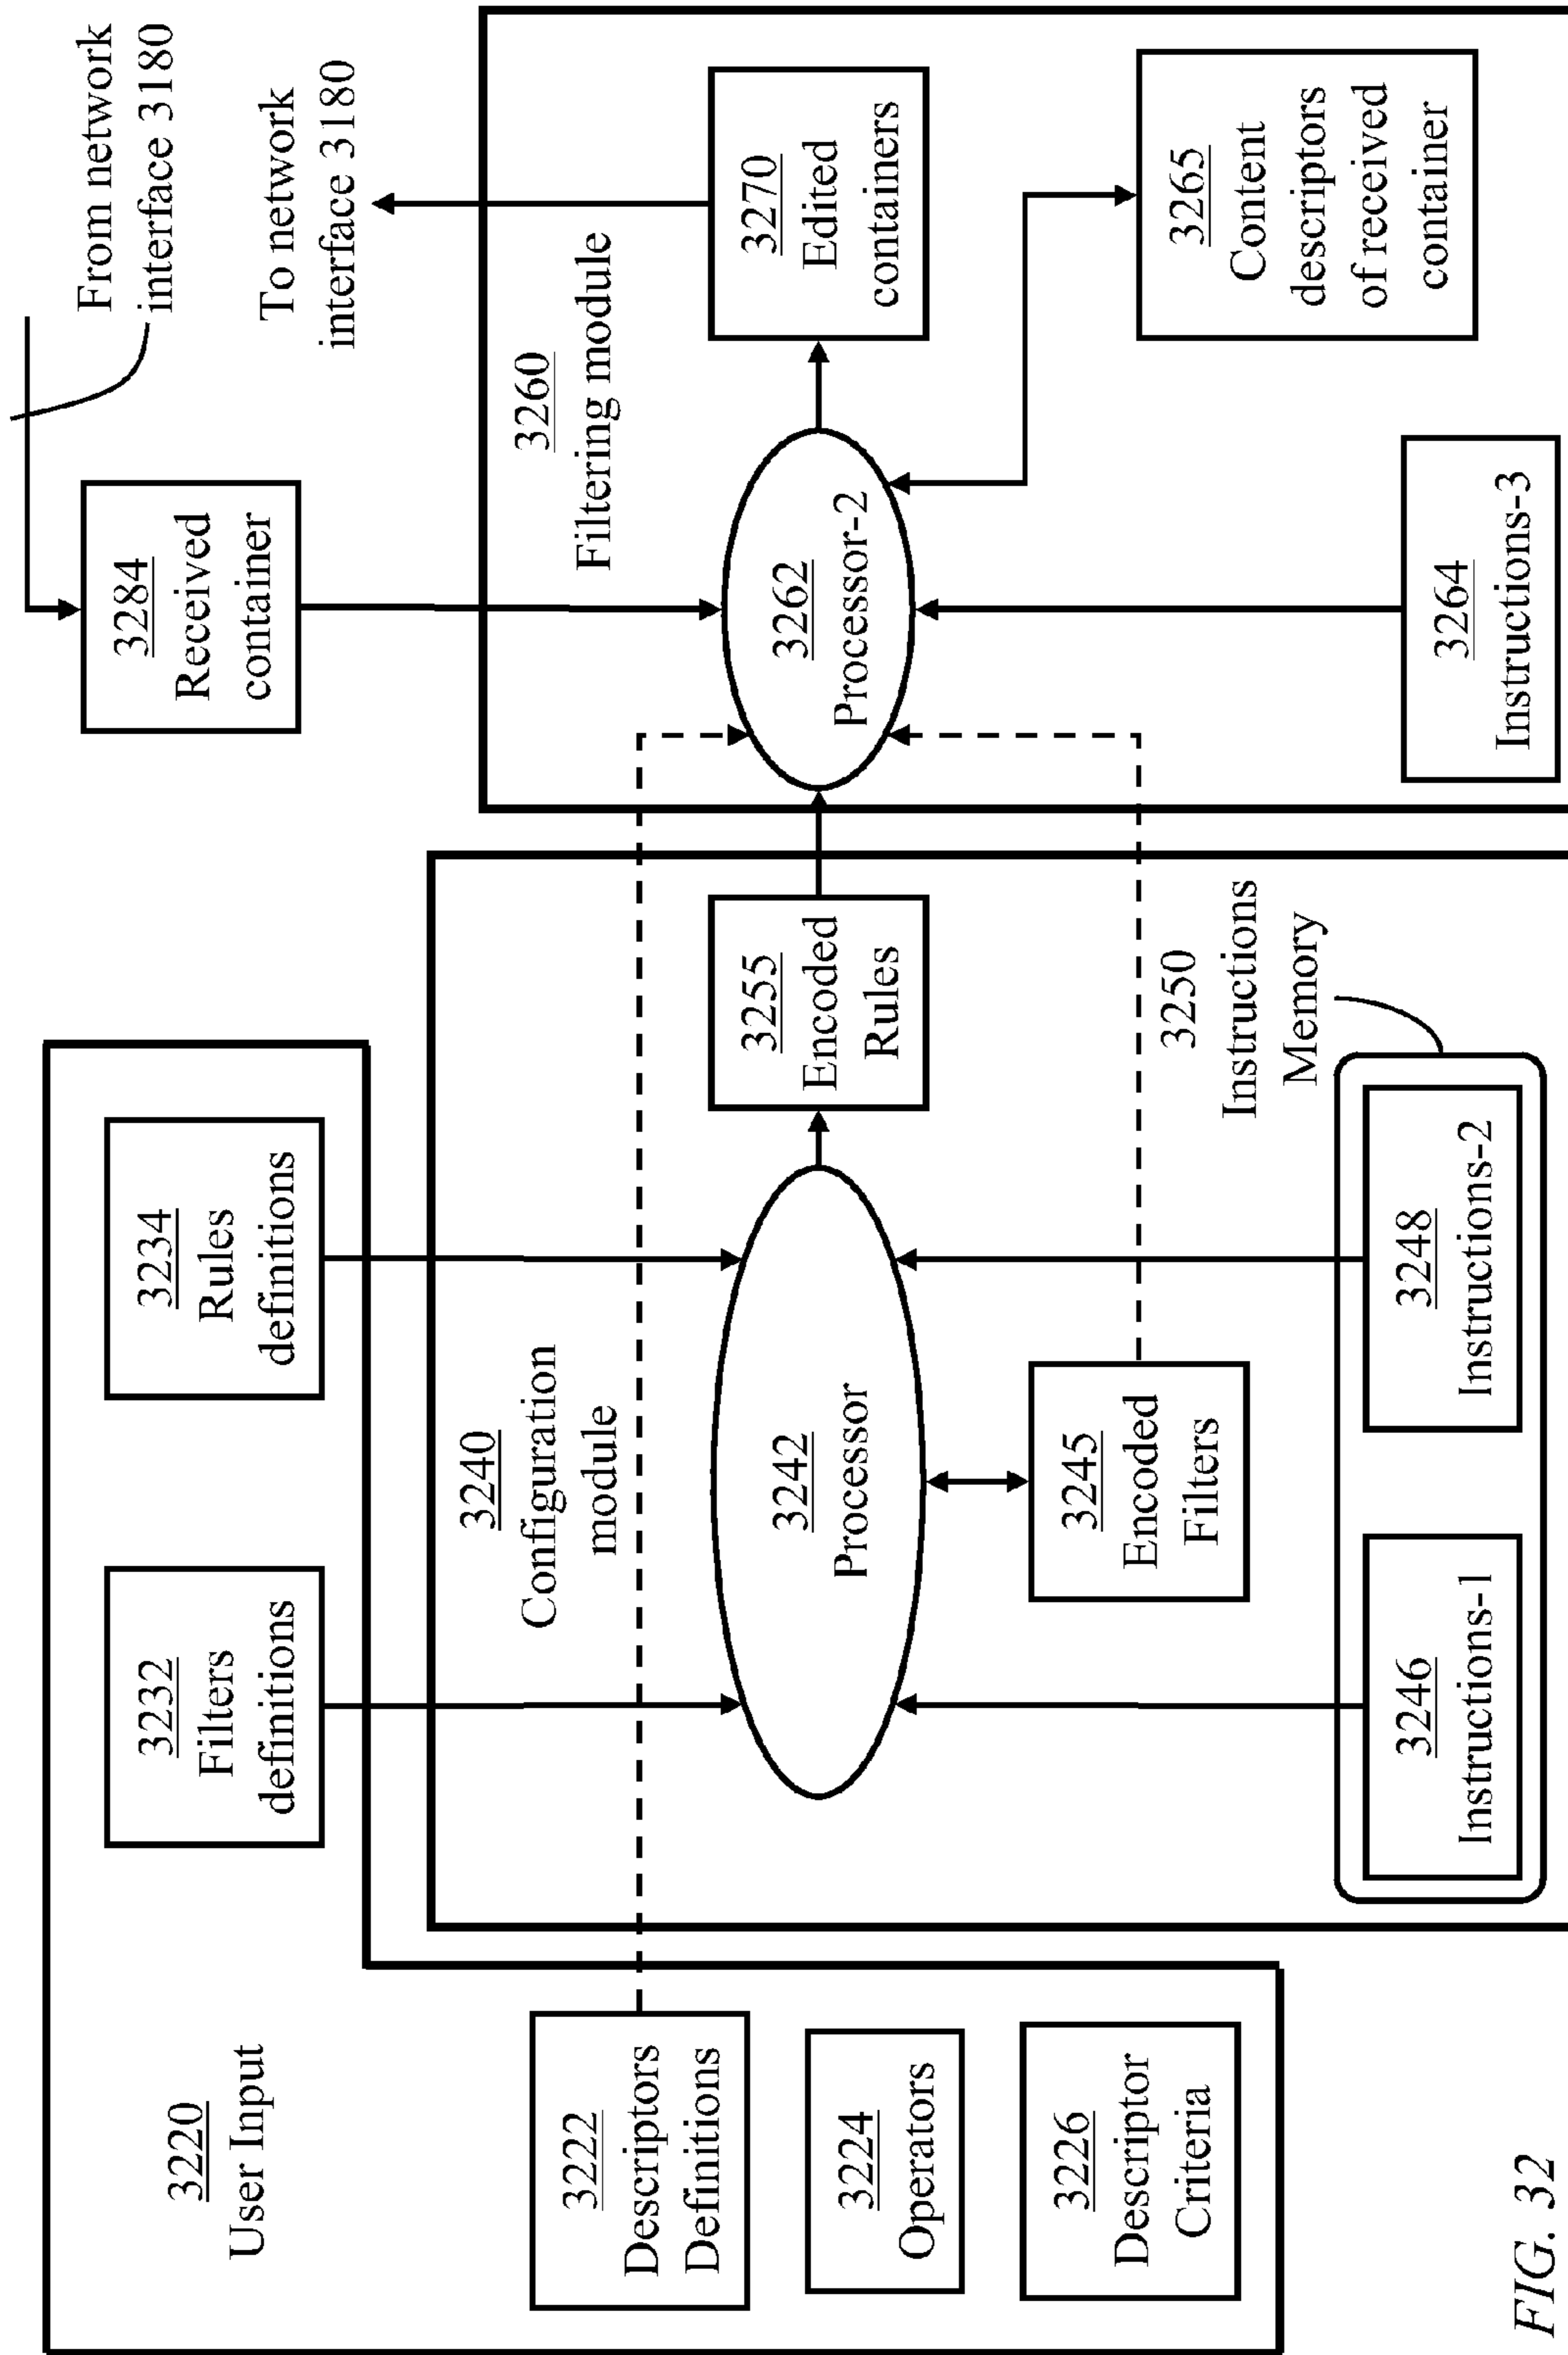 3220
User Input
3222
Descriptors
Definitions
3224
Operators
3226
Descriptor
Criteria
3232
Filters
definitions
3234
Rules
definitions
3240
Configuration
module
3242
Processor
3245
Encoded
Filters
3246
Instructions-1
3248
Instructions-2
3250
Instructions
Memory
3255
Encoded
Rules
3284
Received
container
From network
interface 3180
To network
interface 3180
3260
Filtering module
3262
Processor-2
3270
Edited
containers
3265
Content
descriptors
of received
container
3264
Instructions-3
FIG. 32